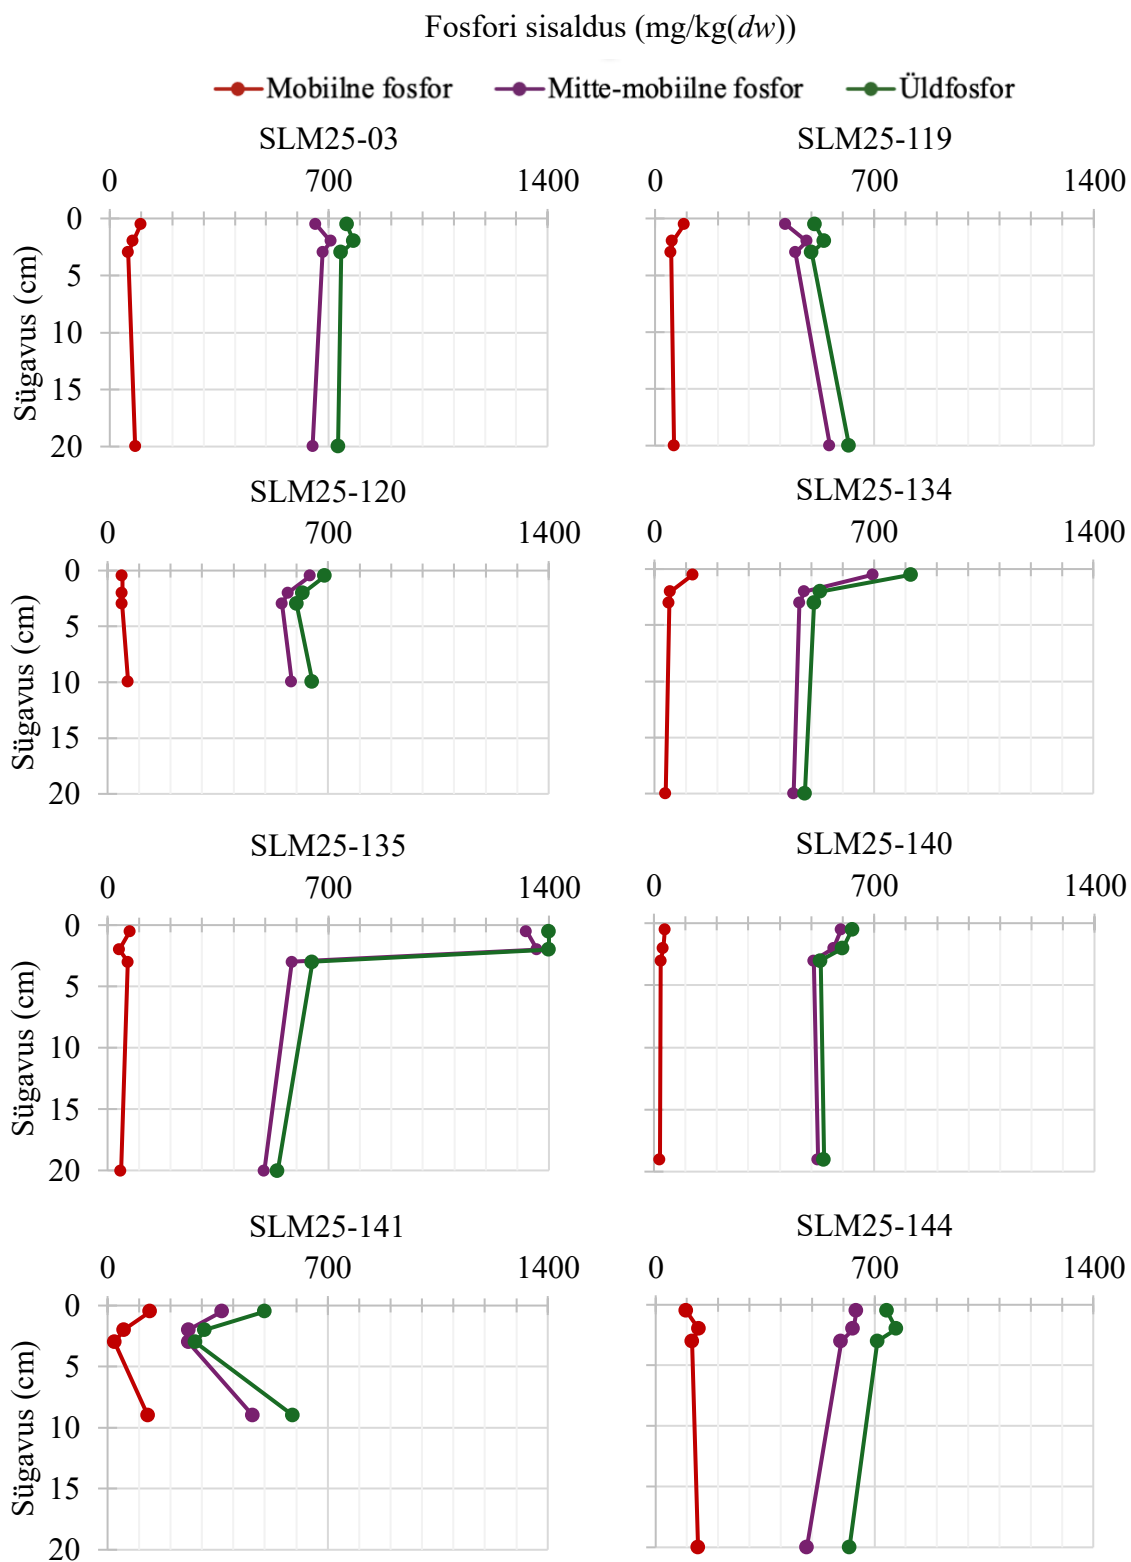 Fosfori sisaldus (mg/kg(dw))
Mobiilne fosfor Mitte-mobiilne fosfor Üldfosfor
SLM25-03
0 700 1400
0
5
10
15
20
Sügavus (cm)
SLM25-119
0 700 1400
SLM25-120
0 700 1400
0
5
10
15
20
Sügavus (cm)
SLM25-134
0 700 1400
SLM25-135
0 700 1400
0
5
10
15
20
Sügavus (cm)
SLM25-140
0 700 1400
SLM25-141
0 700 1400
0
5
10
15
20
Sügavus (cm)
SLM25-144
0 700 1400